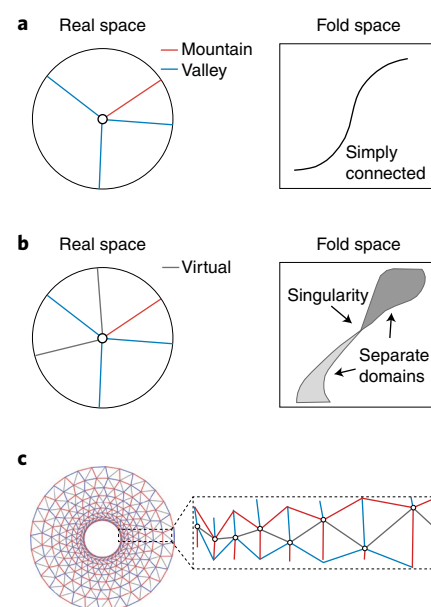 a
Real space
Fold space
Mountain
Valley
Simply
connected
b
Real space
Fold space
Virtual
Singularity
Separate
domains
c